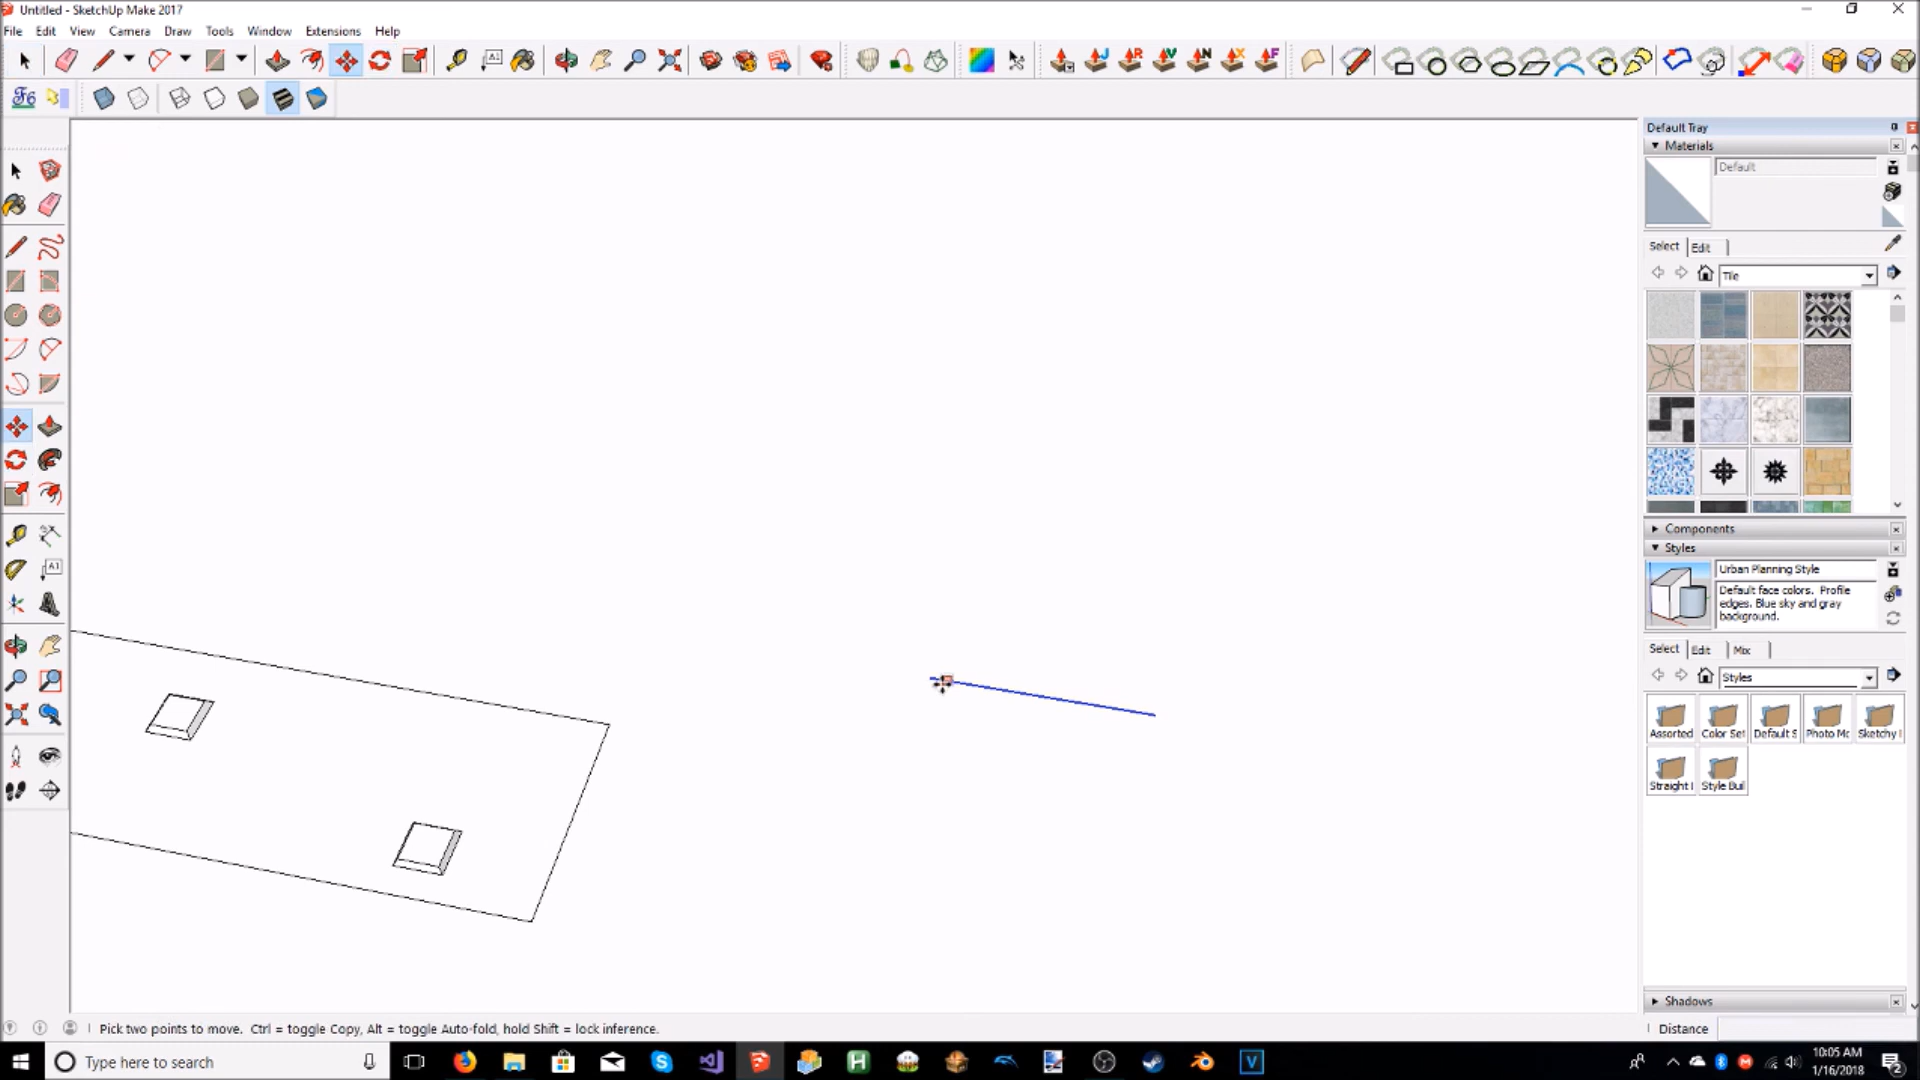 Untitled - SketchUp Make 2017
File Edit View Camera Draw Tools Window Extensions Help
Default Tray
Materials
Default
Select Edit
Tile
Components
Styles
Urban Planning Style
Default face colors. Profile
edges. Blue sky and gray
background.
Select Edit Mix
Styles
Assorted Color Set Default S Photo Mo Sketchy
Straight Style Buil
Shadows
Pick two points to move. Ctrl = toggle Copy, Alt = toggle Auto-fold, hold Shift = lock inference.
Distance
Type here to search
10:05 AM
1/16/2018